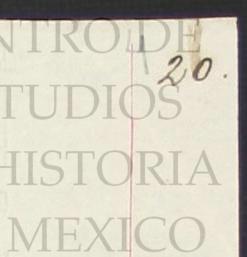 NTRO DE
20.
TUDIOS
HISTORIA
MEXICO